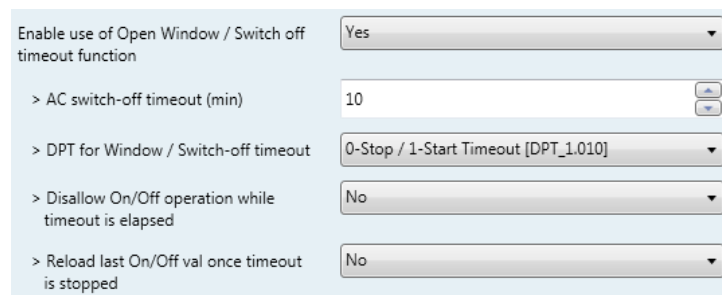 Enable use of Open Window / Switch off
timeout function
Yes
> AC switch-off timeout (min)
10
> DPT for Window / Switch-off timeout
0-Stop / 1-Start Timeout [DPT_1.010]
> Disallow On/Off operation while
timeout is elapsed
No
> Reload last On/Off val once timeout
is stopped
No